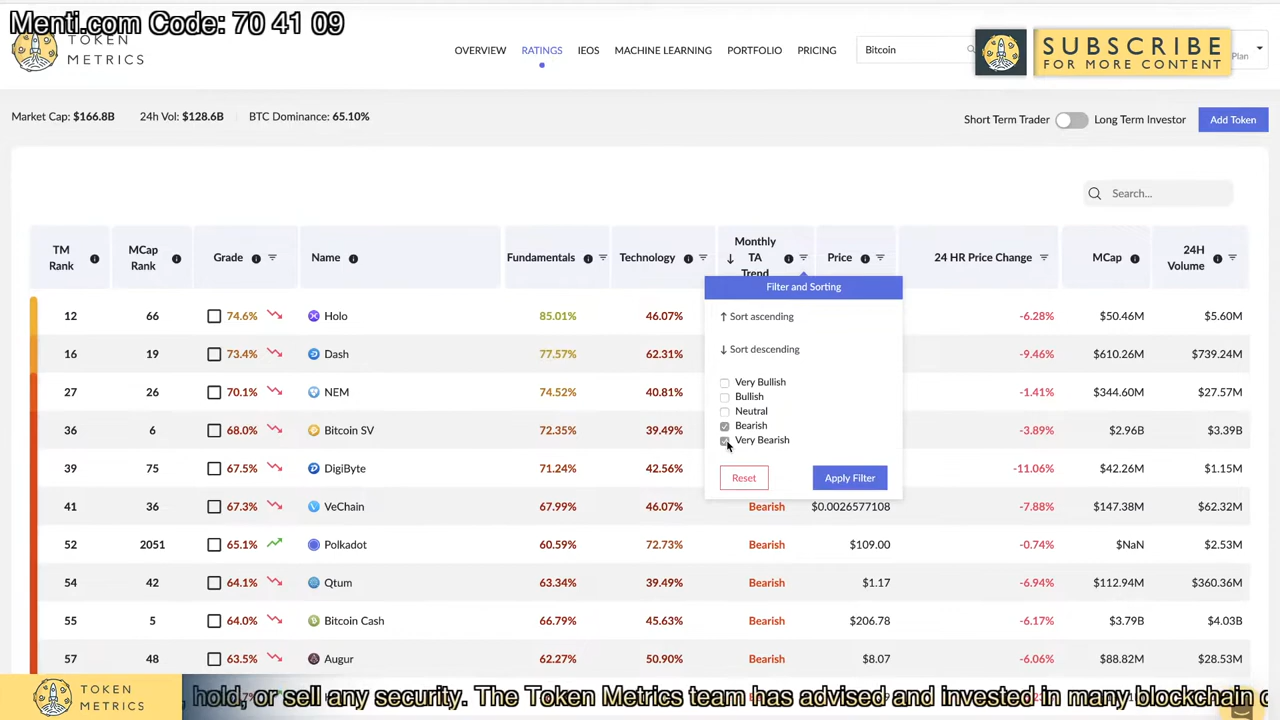 Menti.com Code: 70 41 09
TOKEN METRICS
OVERVIEW RATINGS IEOS MACHINE LEARNING PORTFOLIO PRICING Bitcoin
SUBSCRIBE
FOR MORE CONTENT
Plan
Market Cap: $166.8B 24h Vol: $128.6B BTC Dominance: 65.10%
Short Term Trader Long Term Investor Add Token
Search...
TM Rank MCap Rank Grade Name Fundamentals Technology Monthly TA Trend Price 24 HR Price Change MCap 24H Volume
Filter and Sorting
↑ Sort ascending
↓ Sort descending
Very Bullish
Bullish
Neutral
Bearish
Very Bearish
Reset Apply Filter
12 66 74.6% Holo 85.01% 46.07% -6.28% $50.46M $5.60M
16 19 73.4% Dash 77.57% 62.31% -9.46% $610.26M $739.24M
27 26 70.1% NEM 74.52% 40.81% -1.41% $344.60M $27.57M
36 6 68.0% Bitcoin SV 72.35% 39.49% -3.89% $2.96B $3.39B
39 75 67.5% DigiByte 71.24% 42.56% -11.06% $42.26M $1.15M
41 36 67.3% VeChain 67.99% 46.07% Bearish $0.0026577108 -7.88% $147.38M $62.32M
52 2051 65.1% Polkadot 60.59% 72.73% Bearish $109.00 -0.74% $NaN $2.53M
54 42 64.1% Qtum 63.34% 39.49% Bearish $1.17 -6.94% $112.94M $360.36M
55 5 64.0% Bitcoin Cash 66.79% 45.63% Bearish $206.78 -6.17% $3.79B $4.03B
57 48 63.5% Augur 62.27% 50.90% Bearish $8.07 -6.06% $88.82M $28.53M
TOKEN METRICS
hold, or sell any security. The Token Metrics team has advised and invested in many blockchain